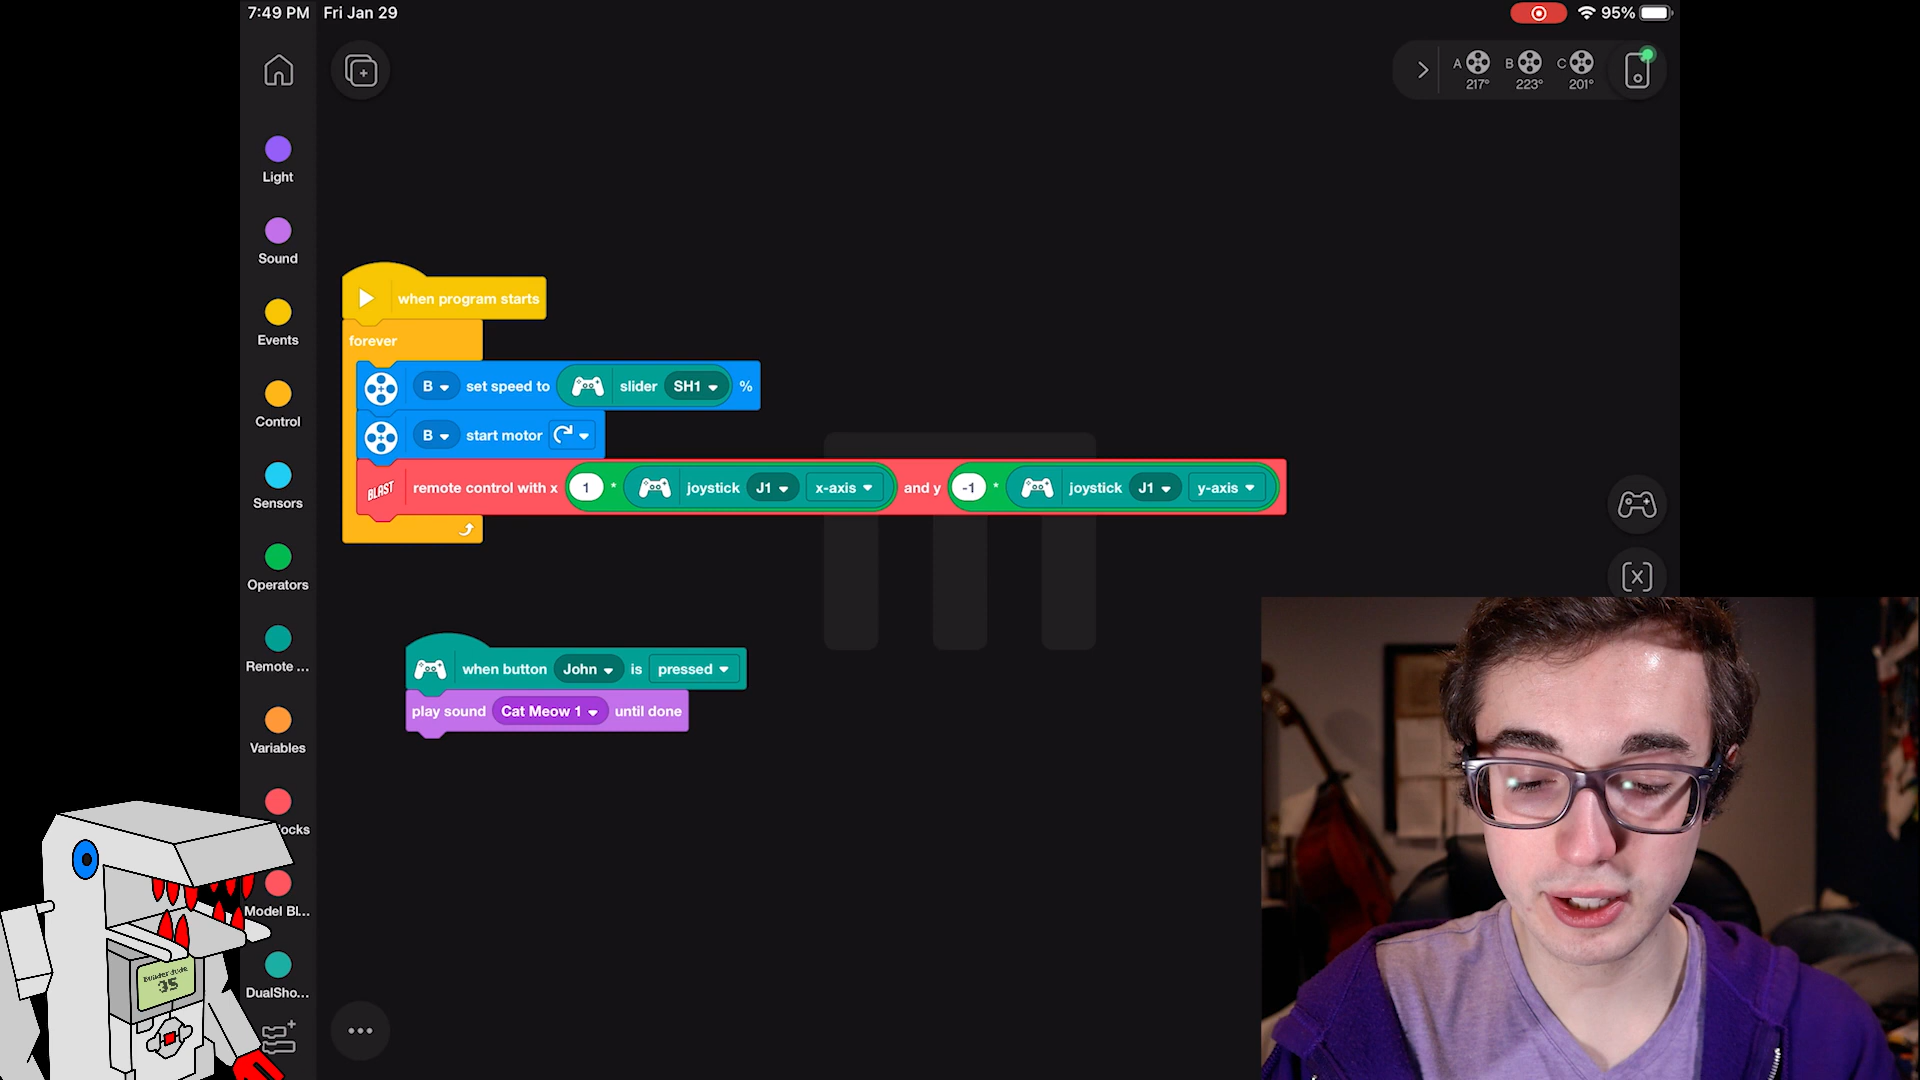 7:49 PM Fri Jan 29
95%
A B C
217° 223° 201°
Light
Sound
Events
Control
Sensors
Operators
Remote ...
Variables
ocks
Model Bl...
DualSho...
when program starts
forever
B set speed to slider SH1 %
B start motor
BLAST remote control with x 1 * joystick J1 x-axis and y -1 * joystick J1 y-axis
when button John is pressed
play sound Cat Meow 1 until done
[x]
Builder dude
35
...